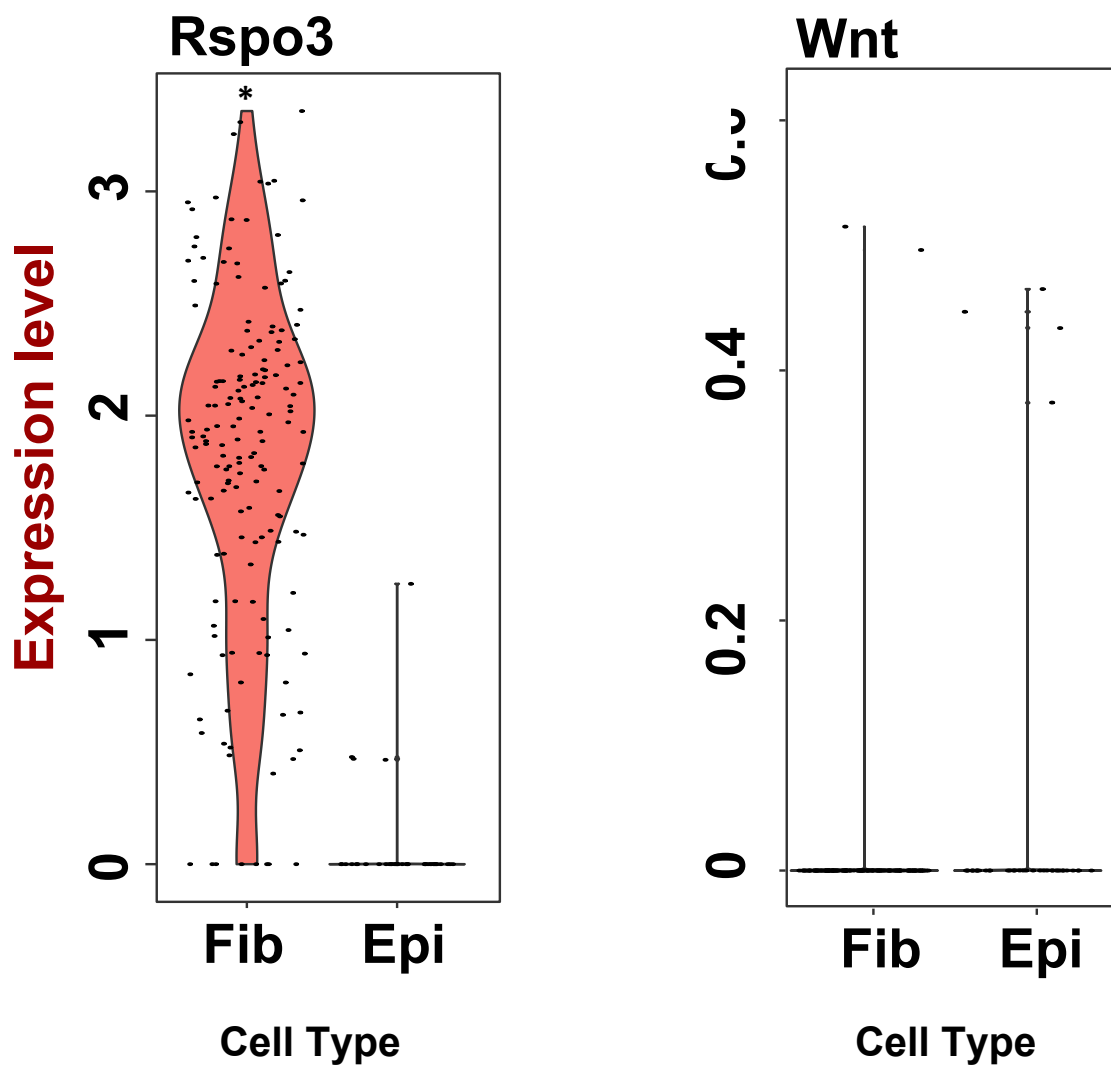 Rspo3
Wnt
*
Expression level
3
2
1
0
0.4
0.2
0
Fib Epi
Fib Epi
Cell Type
Cell Type